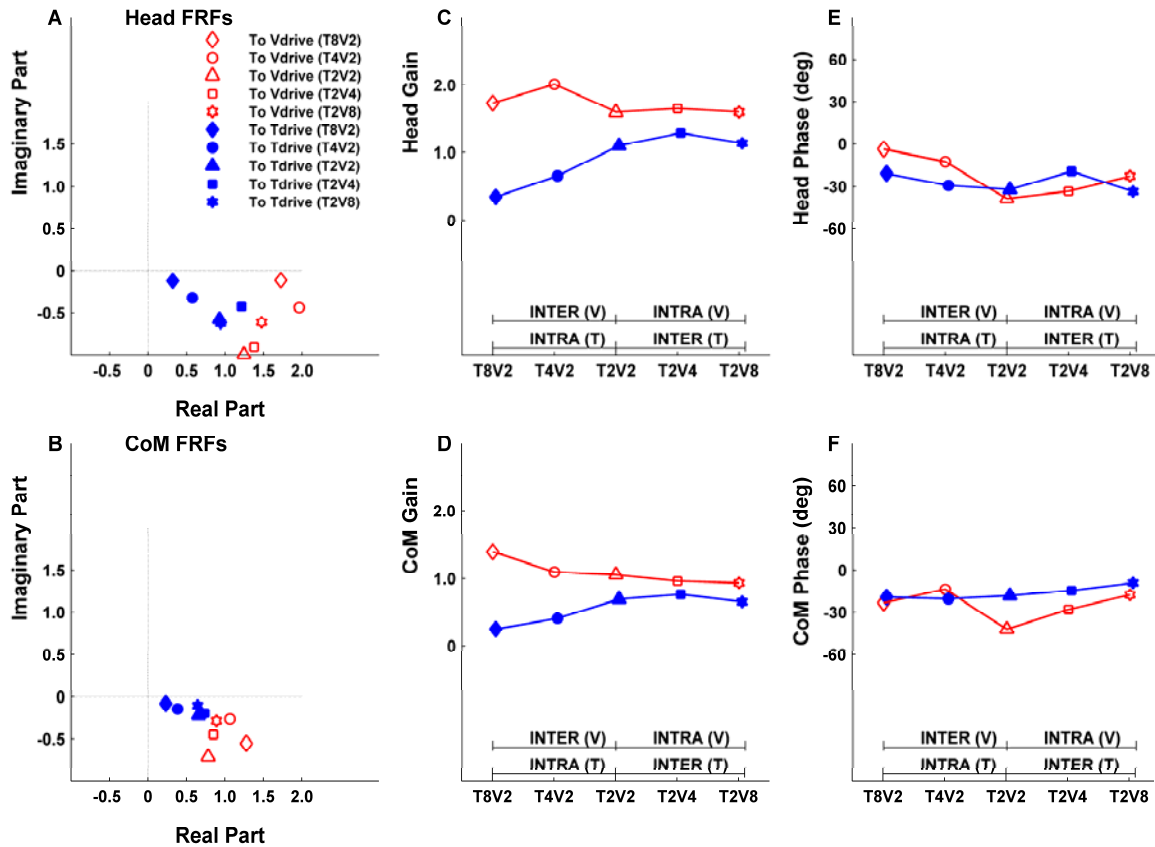 A Head FRFs
Imaginary Part
1.5
1.0
0.5
0
-0.5
-0.5 0 0.5 1.0 1.5 2.0
Real Part
To Vdrive (T8V2)
To Vdrive (T4V2)
To Vdrive (T2V2)
To Vdrive (T2V4)
To Vdrive (T2V8)
To Tdrive (T8V2)
To Tdrive (T4V2)
To Tdrive (T2V2)
To Tdrive (T2V4)
To Tdrive (T2V8)
C
Head Gain
2.0
1.0
0
INTER (V) INTRA (V)
INTRA (T) INTER (T)
T8V2 T4V2 T2V2 T2V4 T2V8
E
Head Phase (deg)
60
30
0
-30
-60
INTER (V) INTRA (V)
INTRA (T) INTER (T)
T8V2 T4V2 T2V2 T2V4 T2V8
B CoM FRFs
Imaginary Part
1.5
1.0
0.5
0
-0.5
-0.5 0 0.5 1.0 1.5 2.0
Real Part
D
CoM Gain
2.0
1.0
0
INTER (V) INTRA (V)
INTRA (T) INTER (T)
T8V2 T4V2 T2V2 T2V4 T2V8
F
CoM Phase (deg)
60
30
0
-30
-60
INTER (V) INTRA (V)
INTRA (T) INTER (T)
T8V2 T4V2 T2V2 T2V4 T2V8